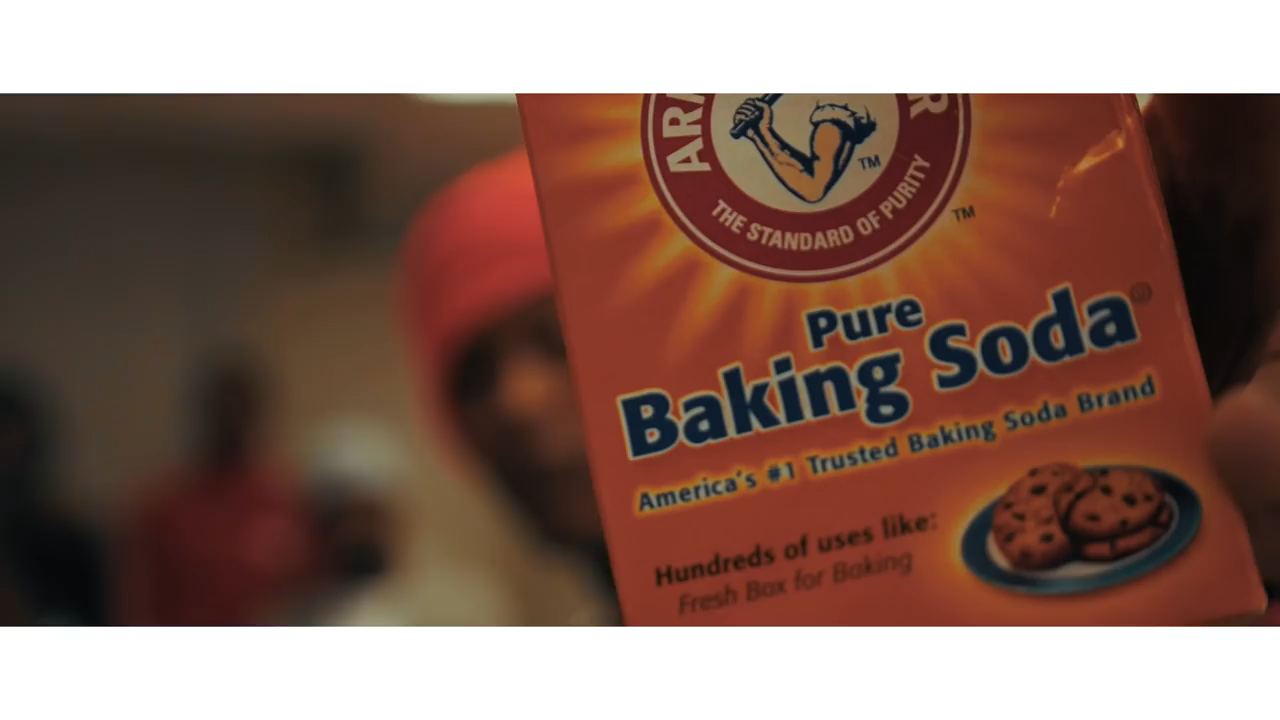 AR
R
TM
THE STANDARD OF PURITY
TM
Pure
Baking Soda®
America's #1 Trusted Baking Soda Brand
Hundreds of uses like:
Fresh Box for Baking